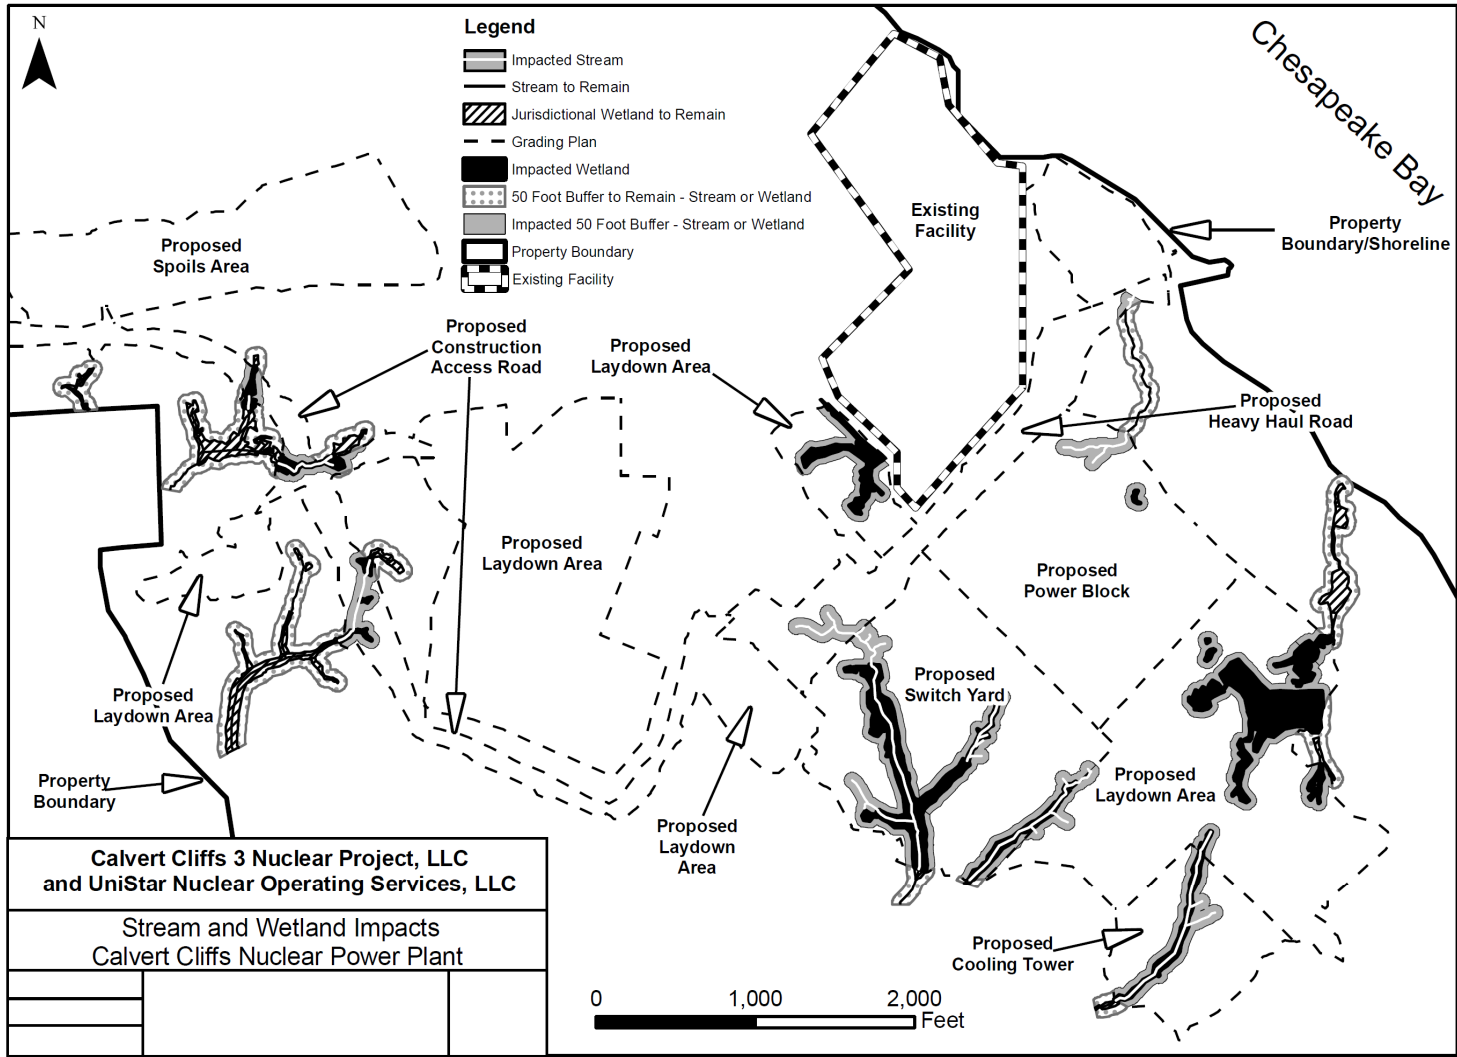 N
Legend
Impacted Stream
Stream to Remain
Jurisdictional Wetland to Remain
Grading Plan
Impacted Wetland
50 Foot Buffer to Remain - Stream or Wetland
Impacted 50 Foot Buffer - Stream or Wetland
Property Boundary
Existing Facility
Chesapeake Bay
Existing
Facility
Property
Boundary/Shoreline
Proposed
Spoils Area
Proposed
Construction
Access Road
Proposed
Laydown Area
Proposed
Heavy Haul Road
Proposed
Laydown Area
Proposed
Power Block
Proposed
Laydown Area
Proposed
Switch Yard
Property
Boundary
Proposed
Laydown Area
Proposed
Laydown
Area
Proposed
Cooling Tower
Calvert Cliffs 3 Nuclear Project, LLC
and UniStar Nuclear Operating Services, LLC
Stream and Wetland Impacts
Calvert Cliffs Nuclear Power Plant
0 1,000 2,000
Feet